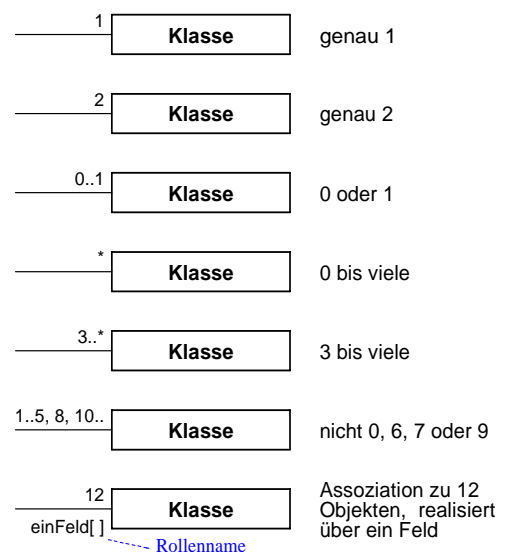 1
Klasse
genau 1
2
Klasse
genau 2
0..1
Klasse
0 oder 1
*
Klasse
0 bis viele
3..*
Klasse
3 bis viele
1..5, 8, 10..
Klasse
nicht 0, 6, 7 oder 9
12
Klasse
einFeld[ ]
Rollenname
Assoziation zu 12
Objekten, realisiert
über ein Feld